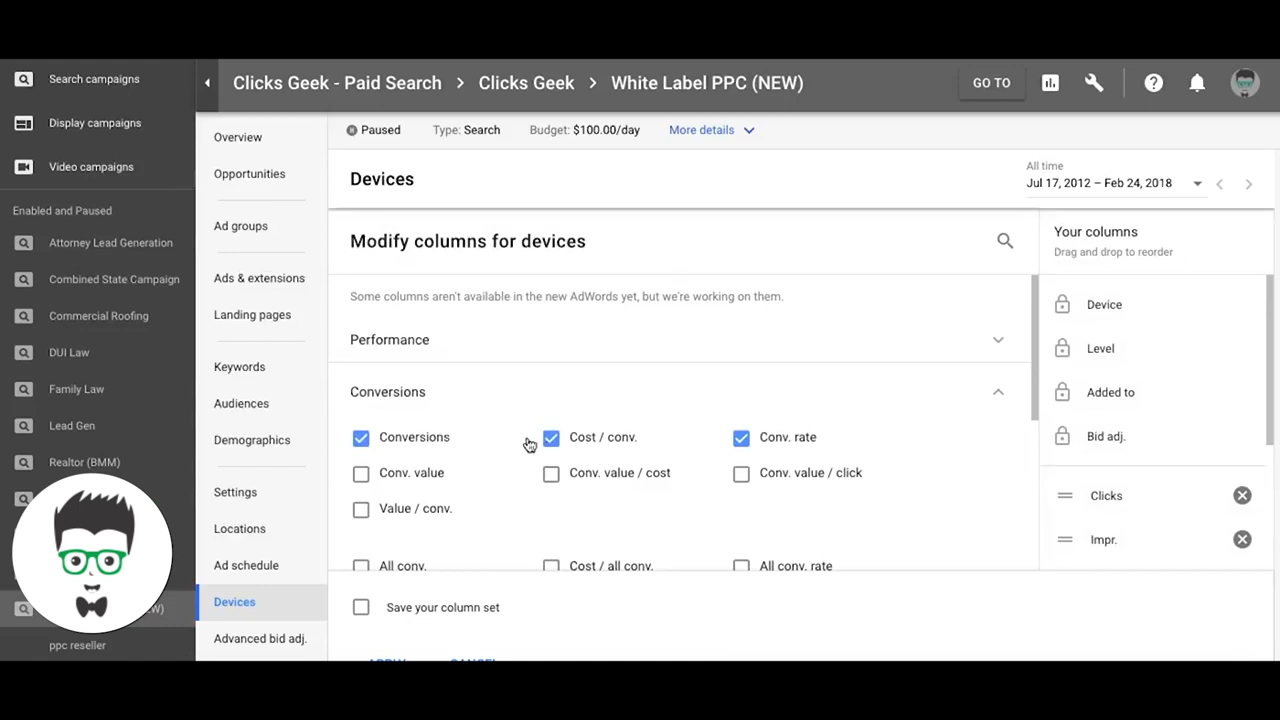 Search campaigns
Display campaigns
Video campaigns
Enabled and Paused
Attorney Lead Generation
Combined State Campaign
Commercial Roofing
DUI Law
Family Law
Lead Gen
Realtor (BMM)
ppc reseller
Clicks Geek - Paid Search > Clicks Geek > White Label PPC (NEW)
GO TO
Overview
Opportunities
Ad groups
Ads & extensions
Landing pages
Keywords
Audiences
Demographics
Settings
Locations
Ad schedule
Devices
Advanced bid adj.
Paused Type: Search Budget: $100.00/day More details
Devices
All time
Jul 17, 2012 – Feb 24, 2018
Modify columns for devices
Some columns aren't available in the new AdWords yet, but we're working on them.
Performance
Conversions
Conversions Cost / conv. Conv. rate
Conv. value Conv. value / cost Conv. value / click
Value / conv.
All conv. Cost / all conv. All conv. rate
Save your column set
Your columns
Drag and drop to reorder
Device
Level
Added to
Bid adj.
Clicks
Impr.